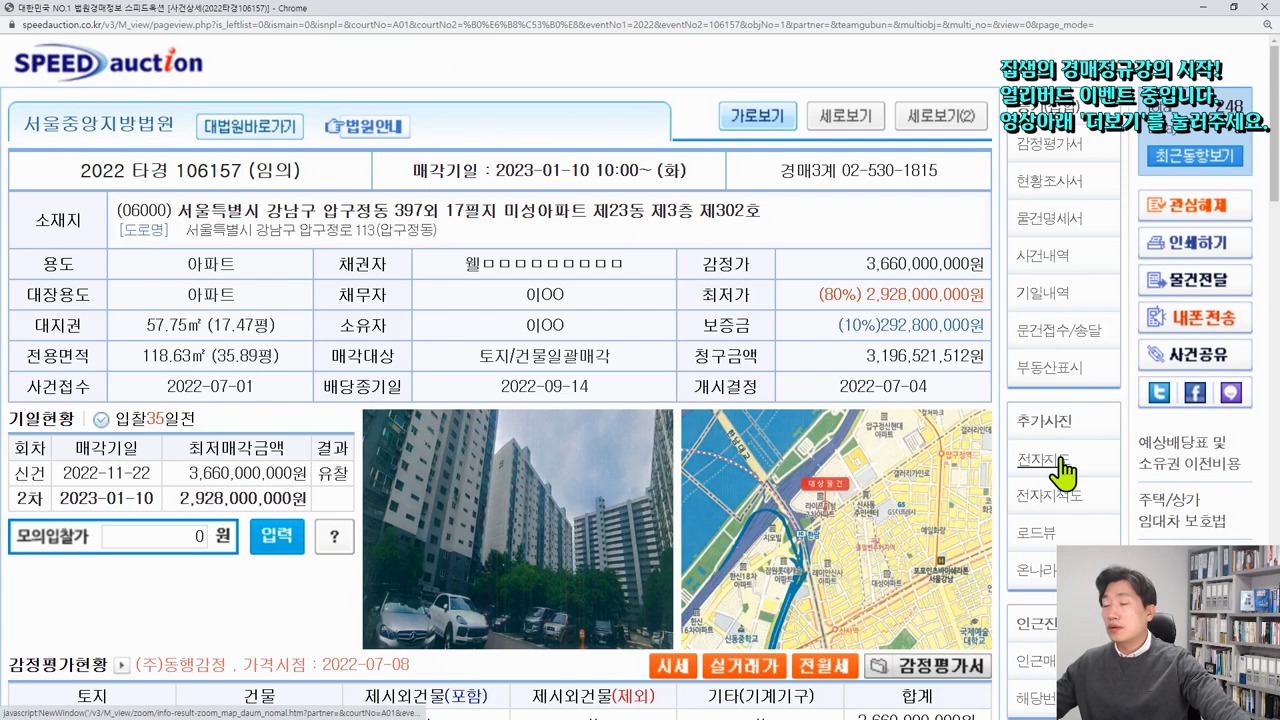 대한민국 NO.1 법원경매정보 스피드옥션 [사건상세(2022타경106157)] - Chrome
speedauction.co.kr/v3/M_view/pageview.php?is_leftlist=0&ismain=0&isnpl=&courtNo=A01&courtNo2=%B0%E6%B8%C53%B0%E8&eventNo1=2022&eventNo2=106157&objNo=1&partner=&teamgubun=&multiobj=&multi_no=&view=0&page_mode=
SPEED auction
집샘의 경매정규강의 시작!
얼리버드 이벤트 중입니다.
영상아래 '더보기'를 눌러주세요.
서울중앙지방법원 대법원바로가기 법원안내 가로보기 세로보기 세로보기(2)
최근동향보기
2022 타경 106157 (임의) 매각기일 : 2023-01-10 10:00~ (화) 경매3계 02-530-1815
소재지 (06000) 서울특별시 강남구 압구정동 397외 17필지 미성아파트 제23동 제3층 제302호
[도로명] 서울특별시 강남구 압구정로 113(압구정동)
용도 아파트 채권자 웰ㅁㅁㅁㅁㅁㅁㅁㅁㅁ 감정가 3,660,000,000원
대장용도 아파트 채무자 이OO 최저가 (80%) 2,928,000,000원
대지권 57.75㎡ (17.47평) 소유자 이OO 보증금 (10%)292,800,000원
전용면적 118.63㎡ (35.89평) 매각대상 토지/건물일괄매각 청구금액 3,196,521,512원
사건접수 2022-07-01 배당종기일 2022-09-14 개시결정 2022-07-04
기일현황 입찰35일전
회차 매각기일 최저매각금액 결과
신건 2022-11-22 3,660,000,000원 유찰
2차 2023-01-10 2,928,000,000원
모의입찰가 0 원 입력 ?
대상물건
감정평가현황 (주)동행감정 , 가격시점 : 2022-07-08
시세 실거래가 전월세 감정평가서
토지 건물 제시외건물(포함) 제시외건물(제외) 기타(기계기구) 합계
감정평가서
현황조사서
물건명세서
사건내역
기일내역
문건접수/송달
부동산표시
추가사진
전자지도
전자지적도
로드뷰
온나라
인근진
인근매
해당번
관심해제
인쇄하기
물건전달
내폰전송
사건공유
예상배당표 및
소유권 이전비용
주택/상가
임대차 보호법